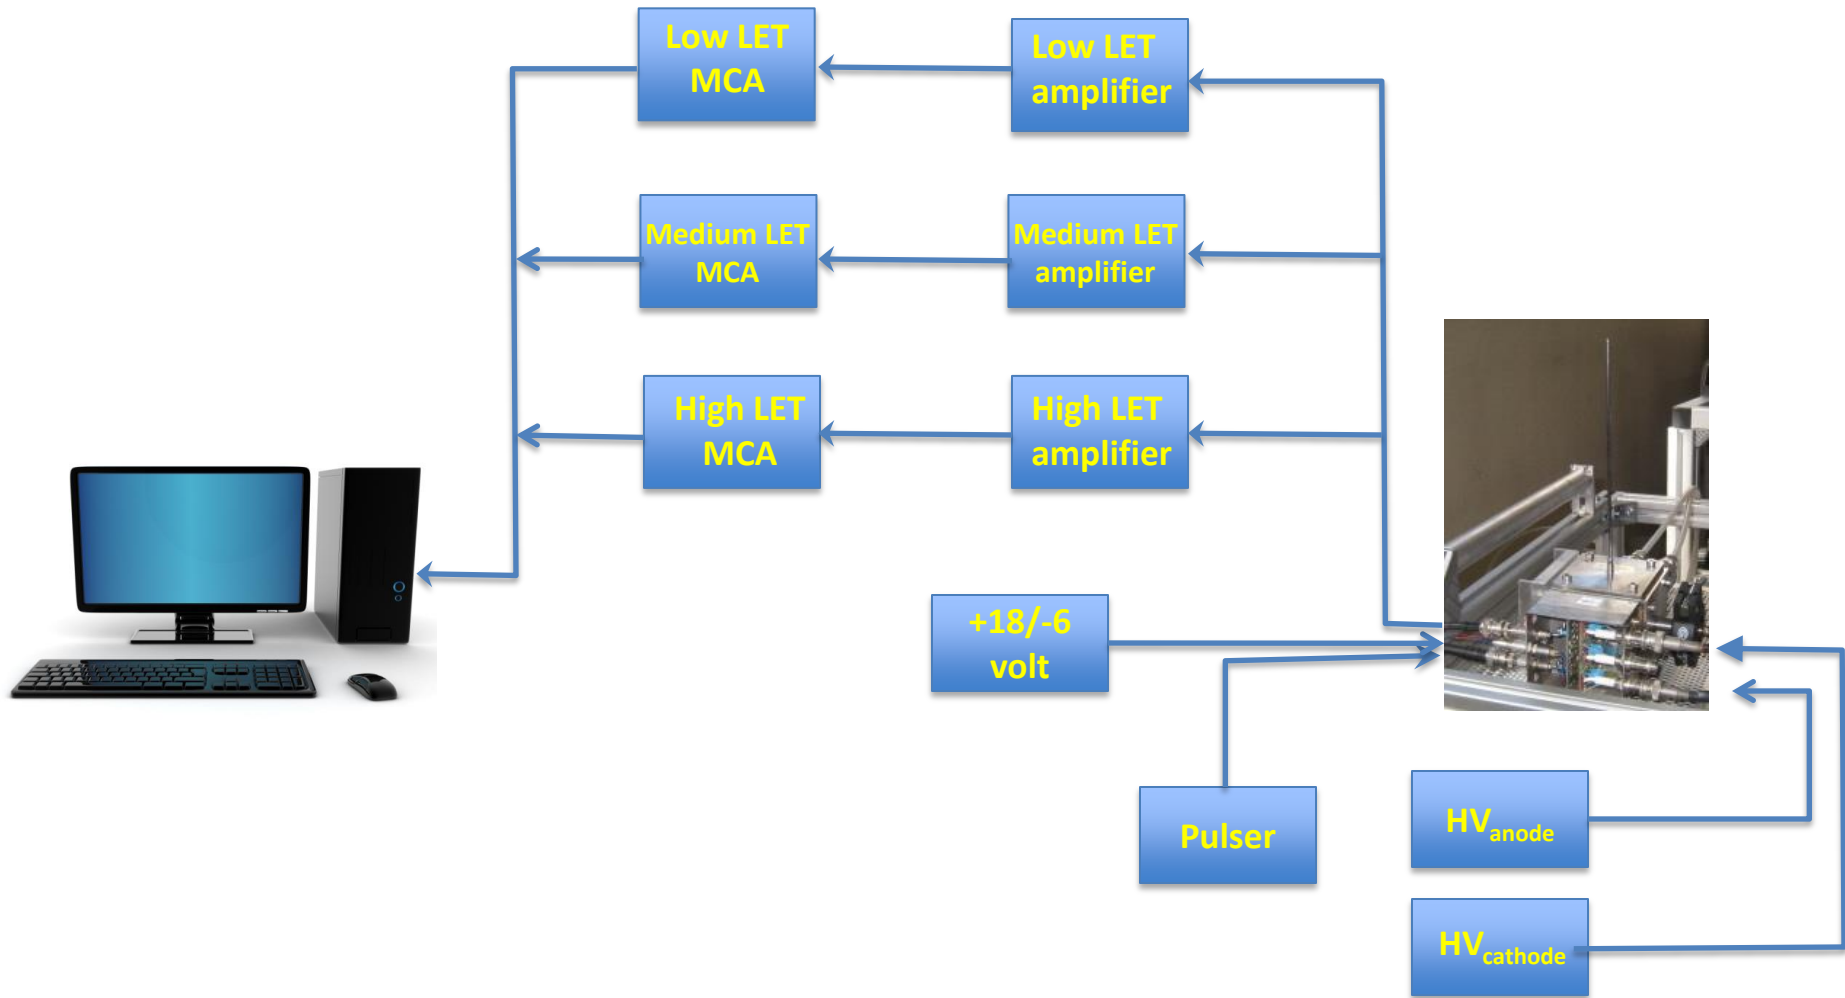 Low LET
MCA
Low LET
amplifier
Medium LET
MCA
Medium LET
amplifier
High LET
MCA
High LET
amplifier
+18/-6
volt
Pulser
HVanode
HVcathode